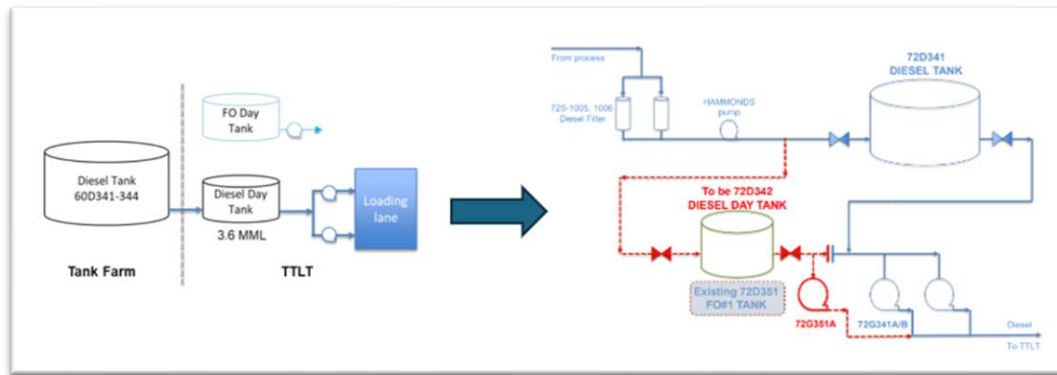 FO Day
Tank
Diesel Tank
60D341-344
Diesel Day
Tank
3.6 MML
Loading
lane
Tank Farm
TTLT
From process
72S-1005, 1006
Diesel Filter
HAMMONDS
pump
72D341
DIESEL TANK
To be 72D342
DIESEL DAY TANK
Existing 72D351
FO#1 TANK
72G351A
72G341A/B
Diesel
To TTLT